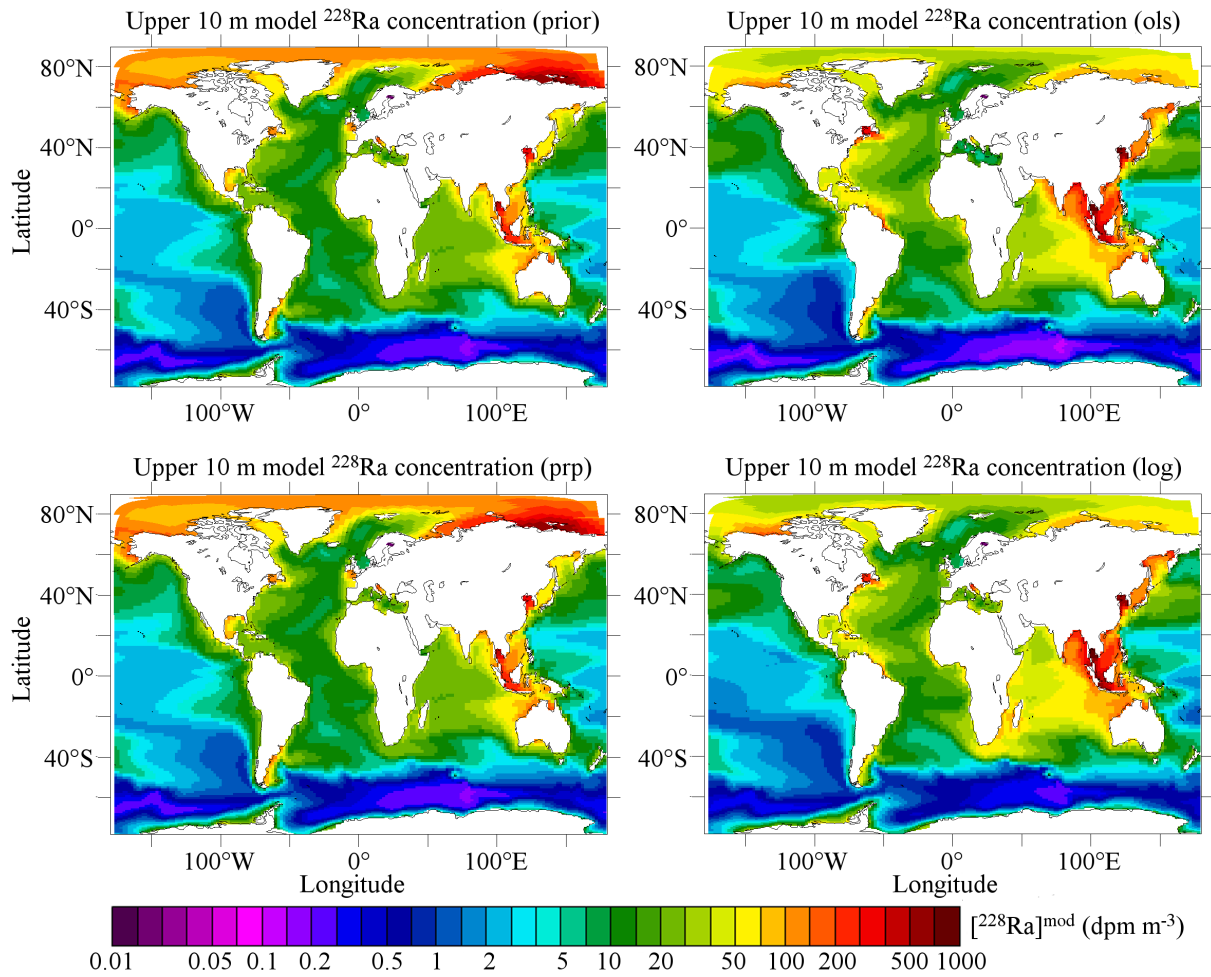 Upper 10 m model ²²⁸Ra concentration (prior)
Upper 10 m model ²²⁸Ra concentration (ols)
80°N
40°N
0°
40°S
Latitude
100°W 0° 100°E
80°N
40°N
0°
40°S
100°W 0° 100°E
Upper 10 m model ²²⁸Ra concentration (prp)
Upper 10 m model ²²⁸Ra concentration (log)
80°N
40°N
0°
40°S
Latitude
100°W 0° 100°E
Longitude
80°N
40°N
0°
40°S
100°W 0° 100°E
Longitude
[²²⁸Ra]ᵐᵒᵈ (dpm m⁻³)
0.01 0.05 0.1 0.2 0.5 1 2 5 10 20 50 100 200 500 1000